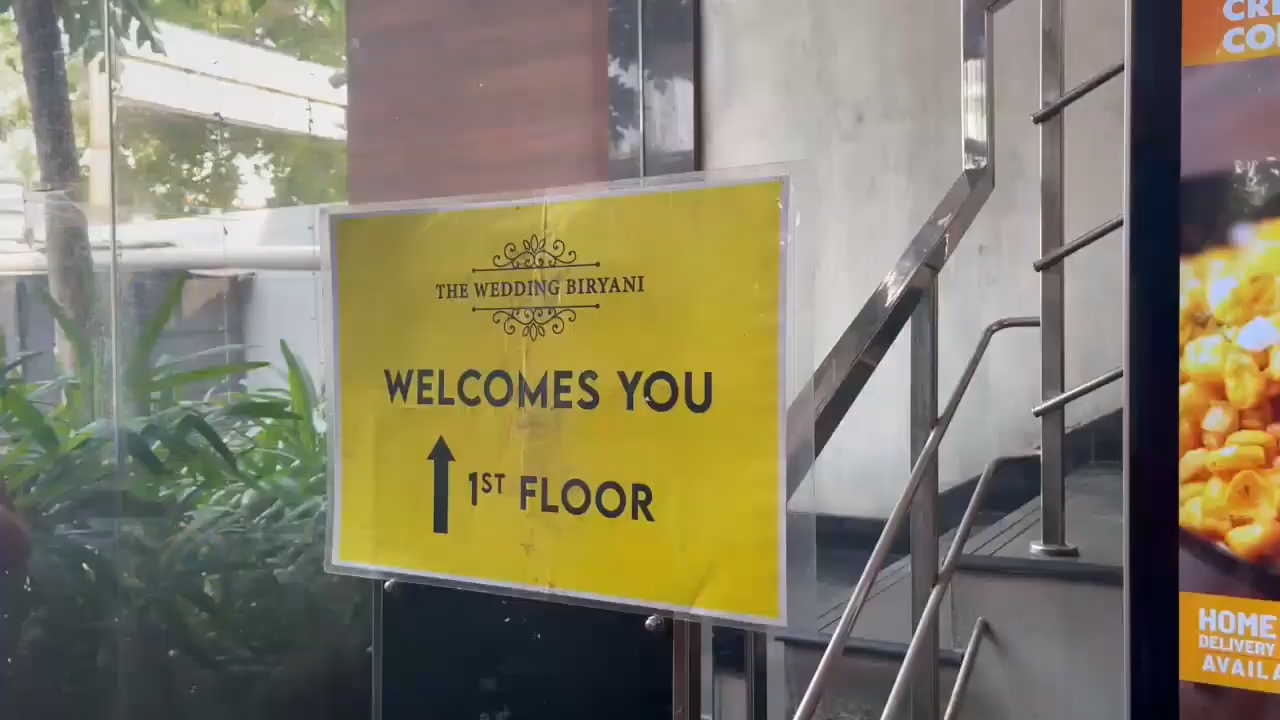 THE WEDDING BIRYANI
WELCOMES YOU
1ST FLOOR
HOME
DELIVERY